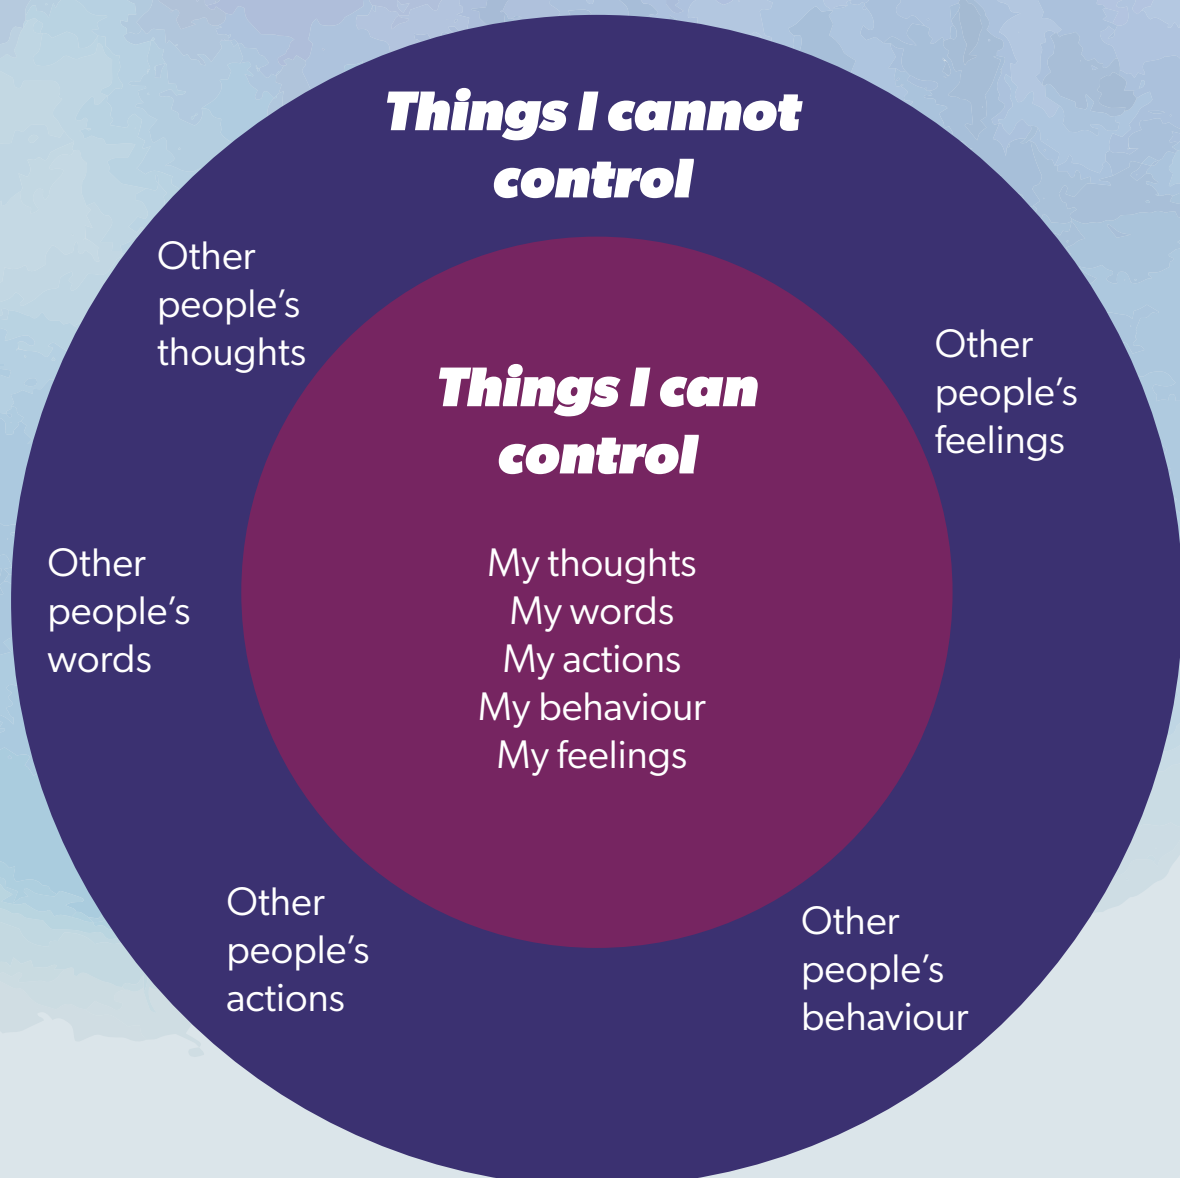 Things I cannot
control
Other
people’s
thoughts
Other
people’s
feelings
Things I can
control
My thoughts
My words
My actions
My behaviour
My feelings
Other
people’s
words
Other
people’s
actions
Other
people’s
behaviour